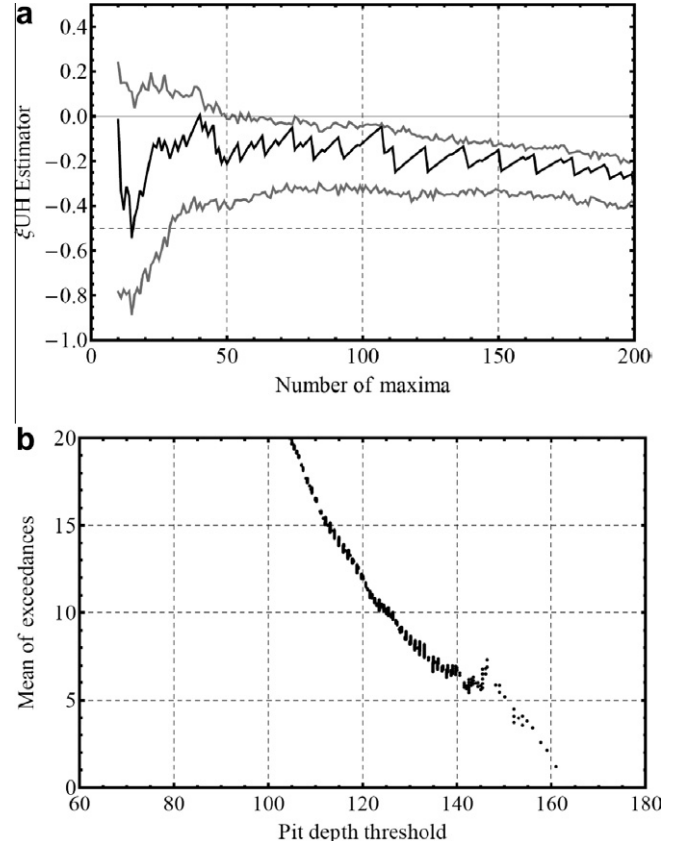 a
0.4
0.2
0.0
−0.2
−0.4
−0.6
−0.8
−1.0
ξUH Estimator
0 50 100 150 200
Number of maxima
b
20
15
10
5
0
Mean of exceedances
60 80 100 120 140 160 180
Pit depth threshold